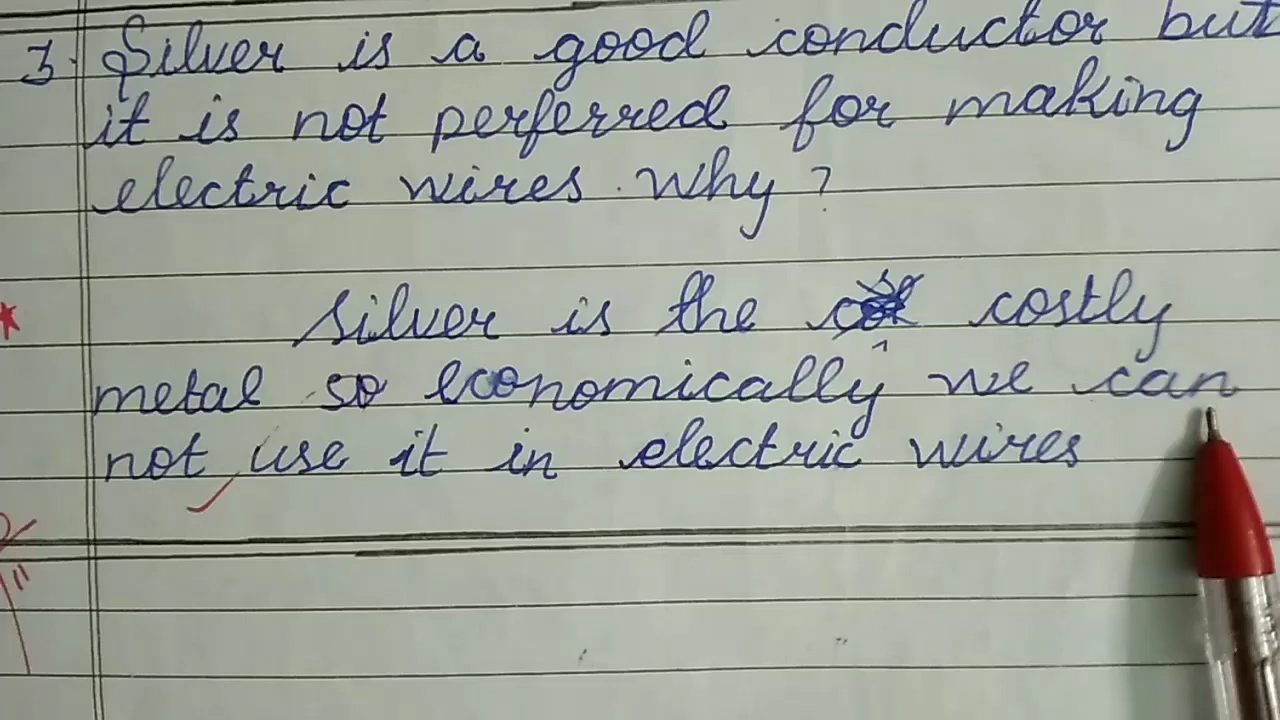 3. Silver is a good conductor but
it is not perferred for making
electric wires. Why?
Silver is the costly
metal so economically we can
not use it in electric wires